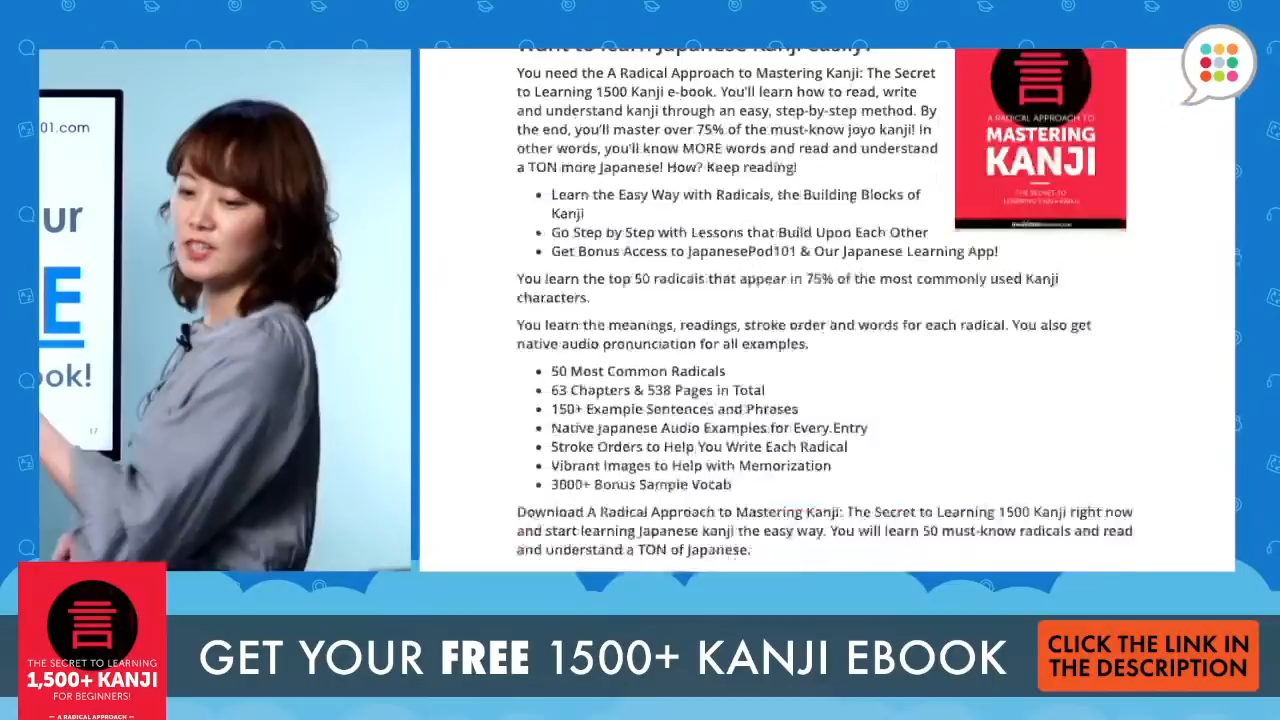 01.com
ur
E
ook!
17
Want to learn Japanese Kanji easily?
You need the A Radical Approach to Mastering Kanji: The Secret
to Learning 1500 Kanji e-book. You'll learn how to read, write
and understand kanji through an easy, step-by-step method. By
the end, you'll master over 75% of the must-know joyo kanji! In
other words, you'll know MORE words and read and understand
a TON more Japanese! How? Keep reading!
• Learn the Easy Way with Radicals, the Building Blocks of
Kanji
• Go Step by Step with Lessons that Build Upon Each Other
• Get Bonus Access to JapanesePod101 & Our Japanese Learning App!
You learn the top 50 radicals that appear in 75% of the most commonly used Kanji
characters.
You learn the meanings, readings, stroke order and words for each radical. You also get
native audio pronunciation for all examples.
• 50 Most Common Radicals
• 63 Chapters & 538 Pages in Total
• 150+ Example Sentences and Phrases
• Native Japanese Audio Examples for Every Entry
• Stroke Orders to Help You Write Each Radical
• Vibrant Images to Help with Memorization
• 3000+ Bonus Sample Vocab
Download A Radical Approach to Mastering Kanji: The Secret to Learning 1500 Kanji right now
and start learning Japanese kanji the easy way. You will learn 50 must-know radicals and read
and understand a TON of Japanese.
言
A RADICAL APPROACH TO
MASTERING
KANJI
THE SECRET TO
LEARNING 1500 KANJI
言
THE SECRET TO LEARNING
1,500+ KANJI
FOR BEGINNERS!
— A RADICAL APPROACH —
GET YOUR FREE 1500+ KANJI EBOOK
CLICK THE LINK IN
THE DESCRIPTION